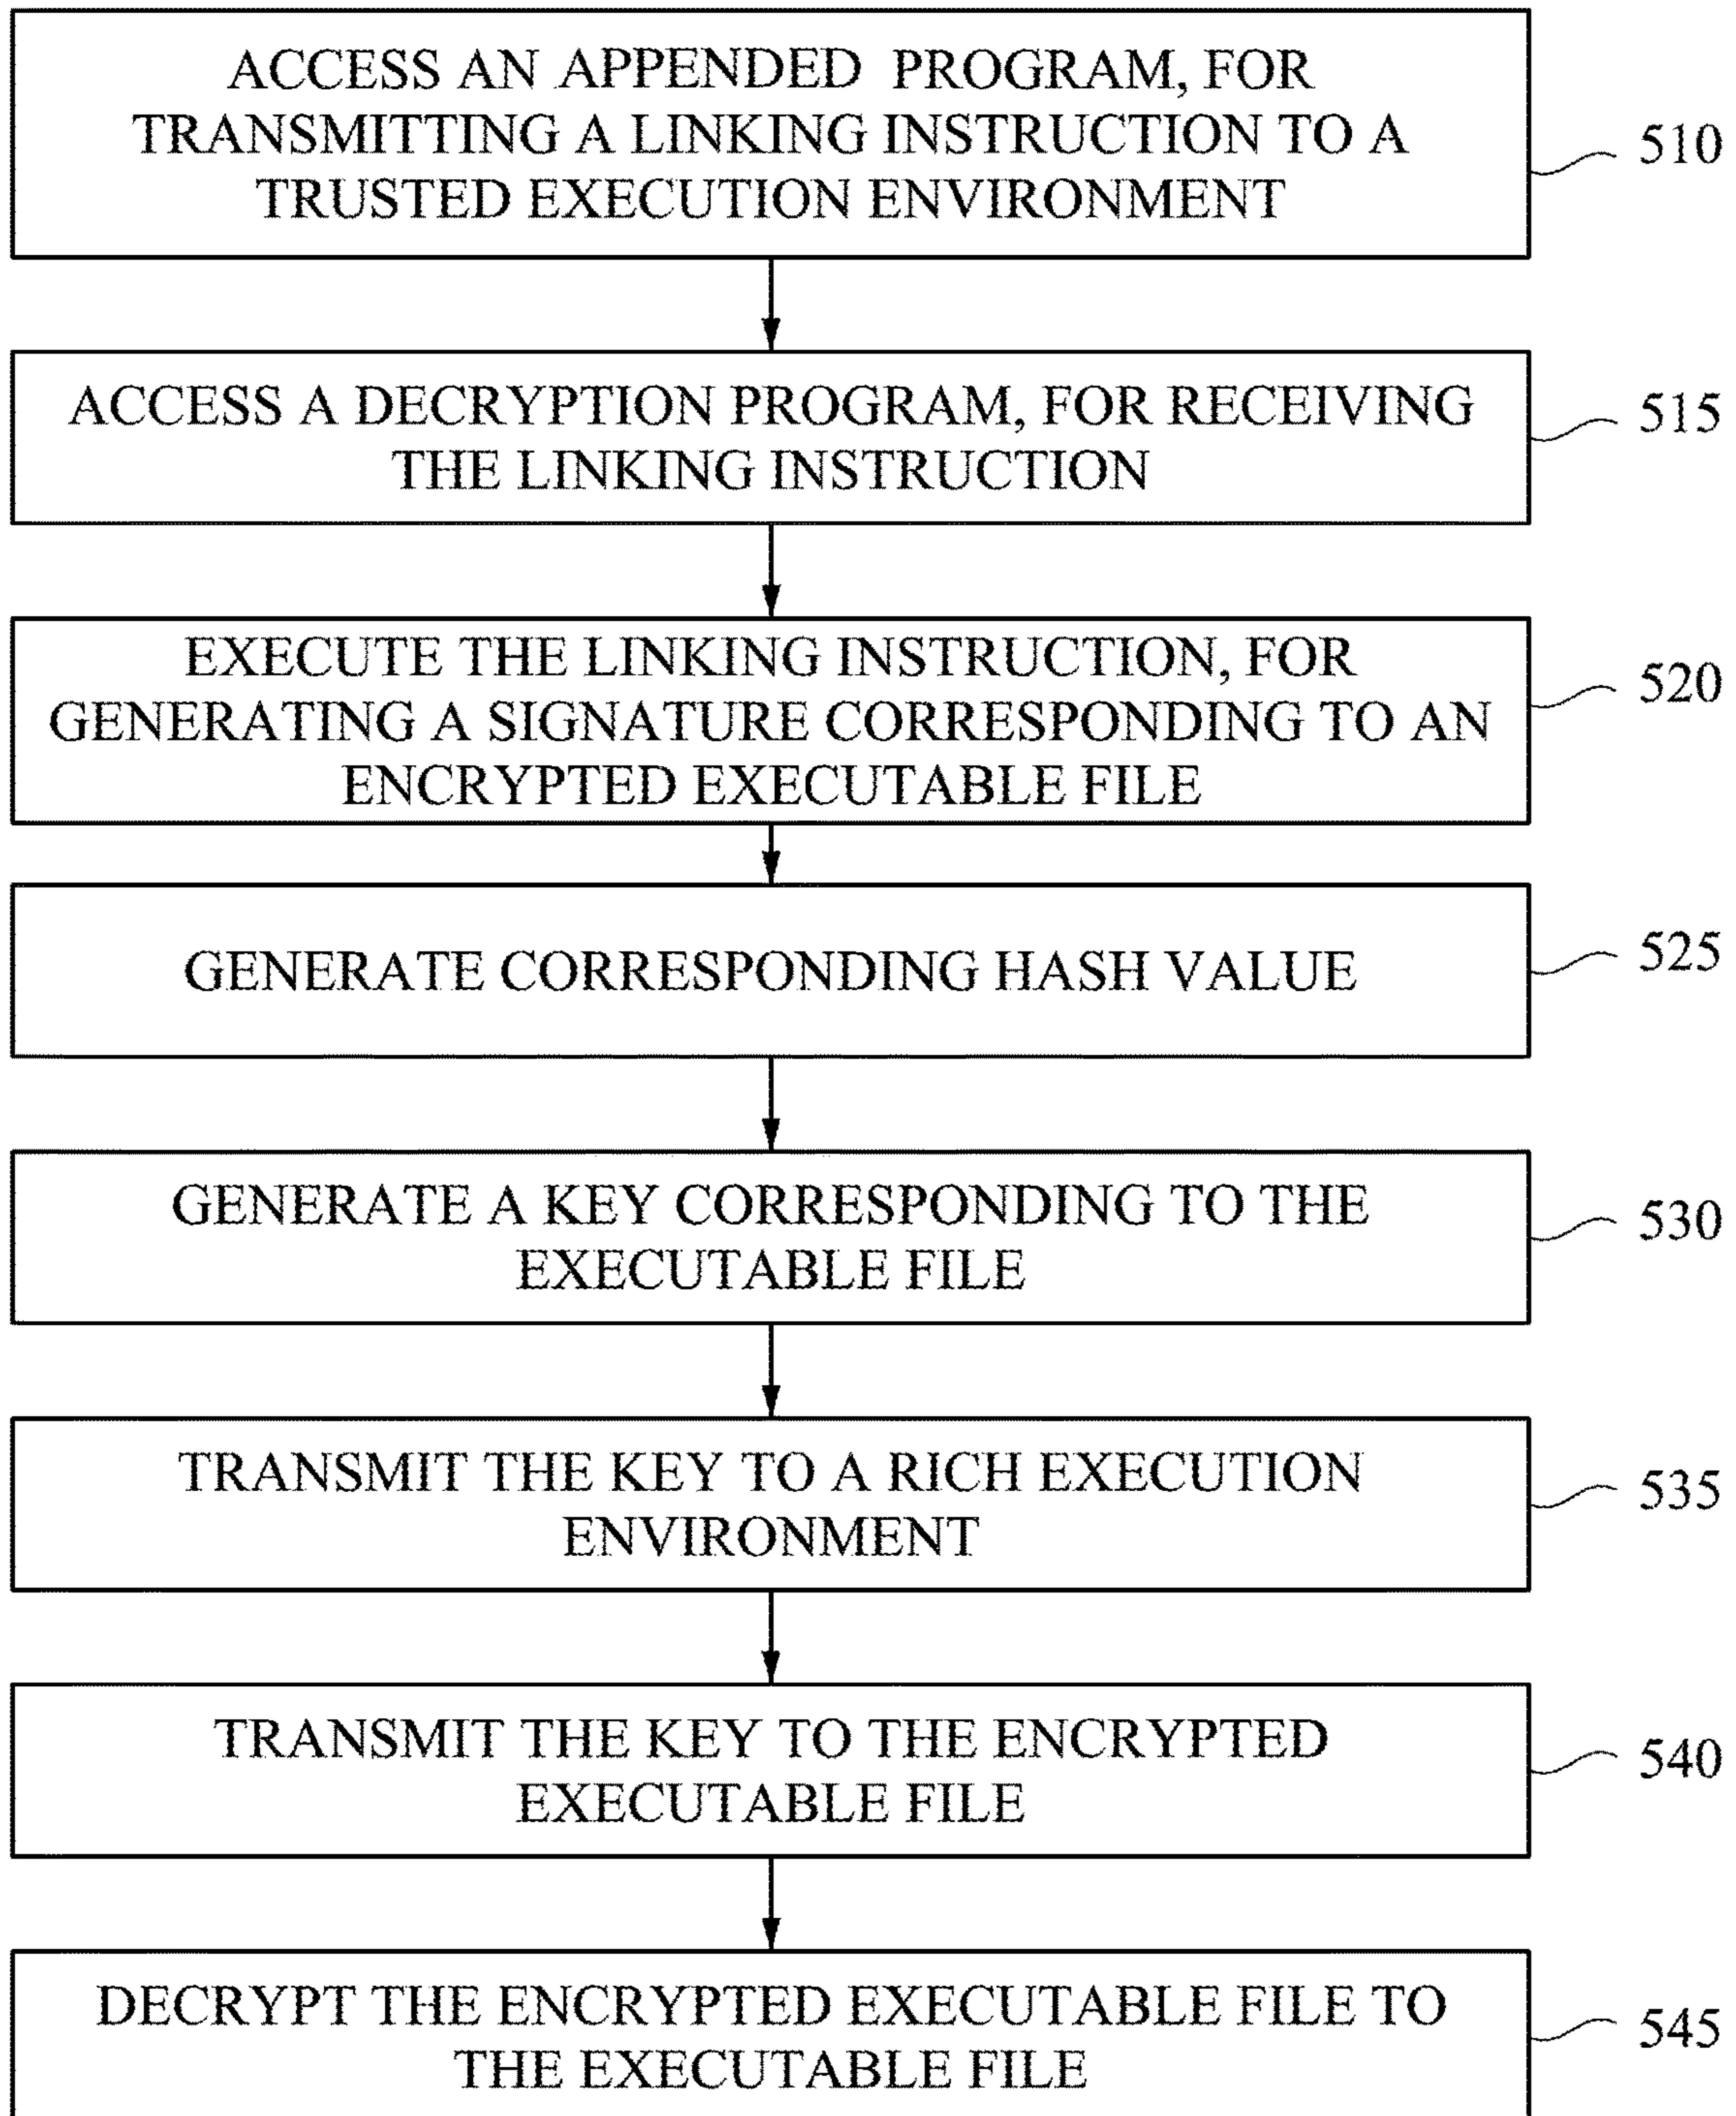 ACCESS AN APPENDED PROGRAM, FOR
TRANSMITTING A LINKING INSTRUCTION TO A
TRUSTED EXECUTION ENVIRONMENT
510
ACCESS A DECRYPTION PROGRAM, FOR RECEIVING
THE LINKING INSTRUCTION
515
EXECUTE THE LINKING INSTRUCTION, FOR
GENERATING A SIGNATURE CORRESPONDING TO AN
ENCRYPTED EXECUTABLE FILE
520
GENERATE CORRESPONDING HASH VALUE
525
GENERATE A KEY CORRESPONDING TO THE
EXECUTABLE FILE
530
TRANSMIT THE KEY TO A RICH EXECUTION
ENVIRONMENT
535
TRANSMIT THE KEY TO THE ENCRYPTED
EXECUTABLE FILE
540
DECRYPT THE ENCRYPTED EXECUTABLE FILE TO
THE EXECUTABLE FILE
545